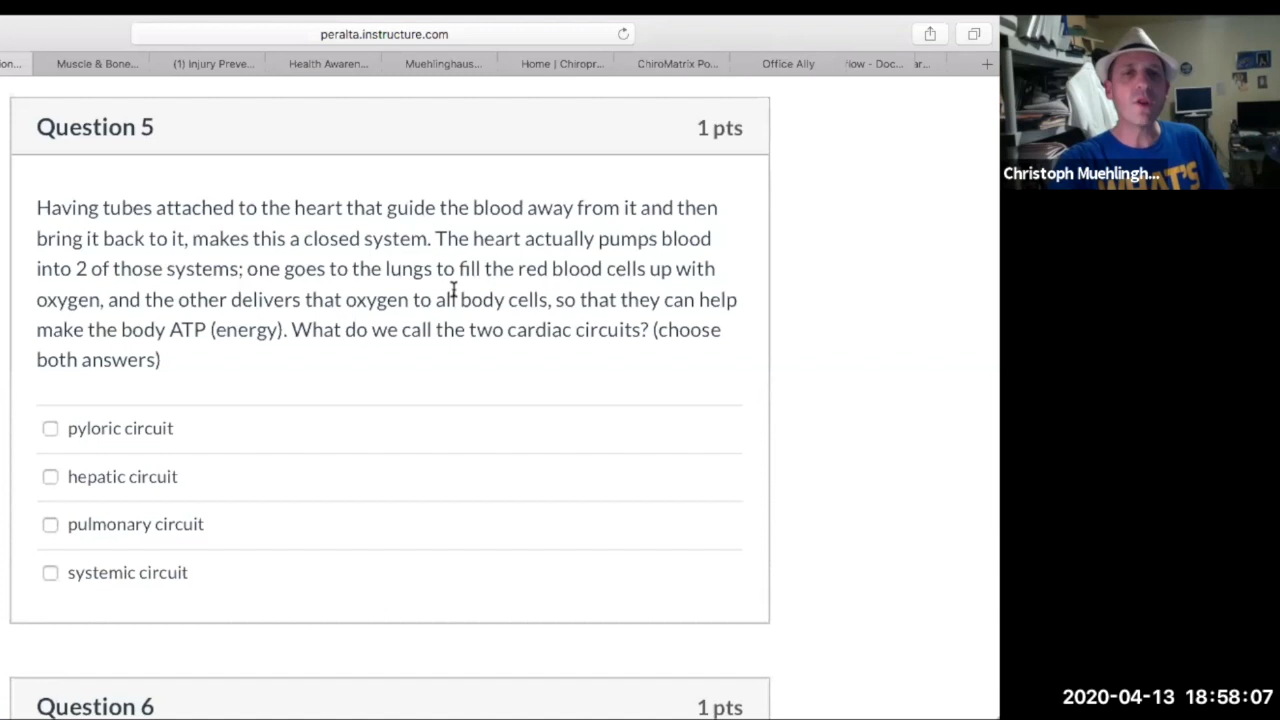 peralta.instructure.com
on...
Muscle & Bone...
(1) Injury Preve...
Health Awaren...
Muehlinghaus...
Home | Chiropr...
ChiroMatrix Po...
Office Ally
low - Doc...
ar...
Question 5
1 pts
Having tubes attached to the heart that guide the blood away from it and then
bring it back to it, makes this a closed system. The heart actually pumps blood
into 2 of those systems; one goes to the lungs to fill the red blood cells up with
oxygen, and the other delivers that oxygen to all body cells, so that they can help
make the body ATP (energy). What do we call the two cardiac circuits? (choose
both answers)
pyloric circuit
hepatic circuit
pulmonary circuit
systemic circuit
Question 6
1 pts
Christoph Muehlingh...
WHAT'S
2020-04-13 18:58:07